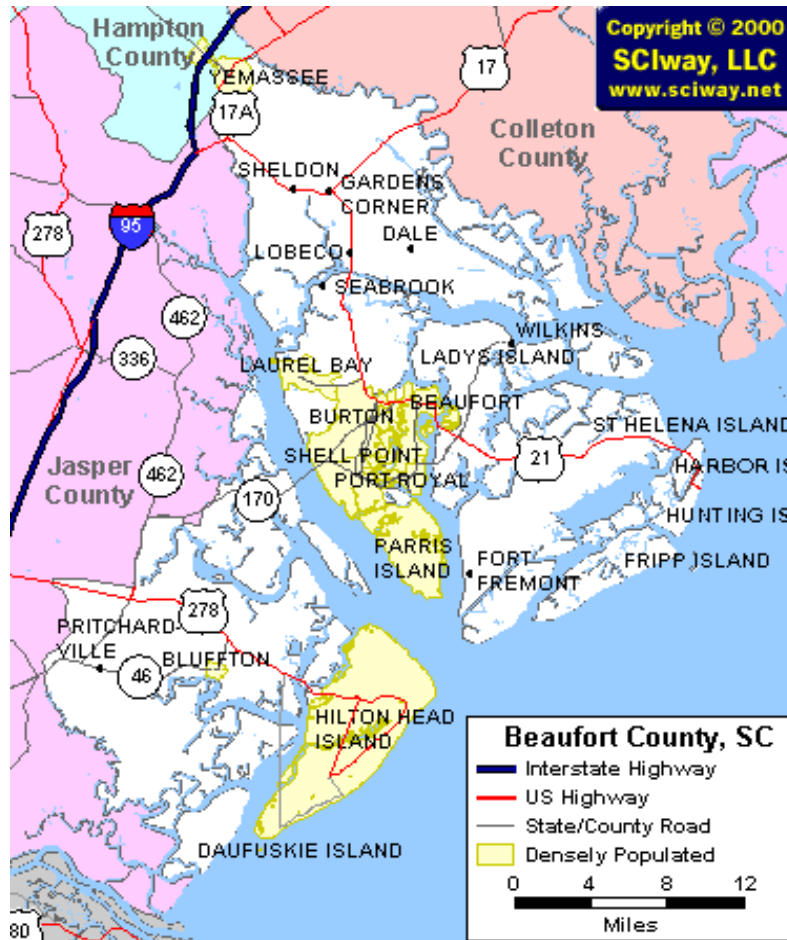 Copyright © 2000
SCIway, LLC
www.sciway.net
Hampton
County
YEMASSEE
17
17A
Colleton
County
SHELDON
GARDENS
CORNER
95
278
LOBECO
DALE
SEABROOK
462
WILKINS
336
LADYS ISLAND
LAUREL BAY
BURTON
BEAUFORT
ST HELENA ISLAND
SHELL POINT
21
Jasper
County
462
170
PORT ROYAL
HARBOR IS
HUNTING IS
PARRIS
ISLAND
FORT
FREMONT
FRIPP ISLAND
278
PRITCHARD-
VILLE
BLUFFTON
46
HILTON HEAD
ISLAND
DAUFUSKIE ISLAND
80
Beaufort County, SC
Interstate Highway
US Highway
State/County Road
Densely Populated
0 4 8 12
Miles